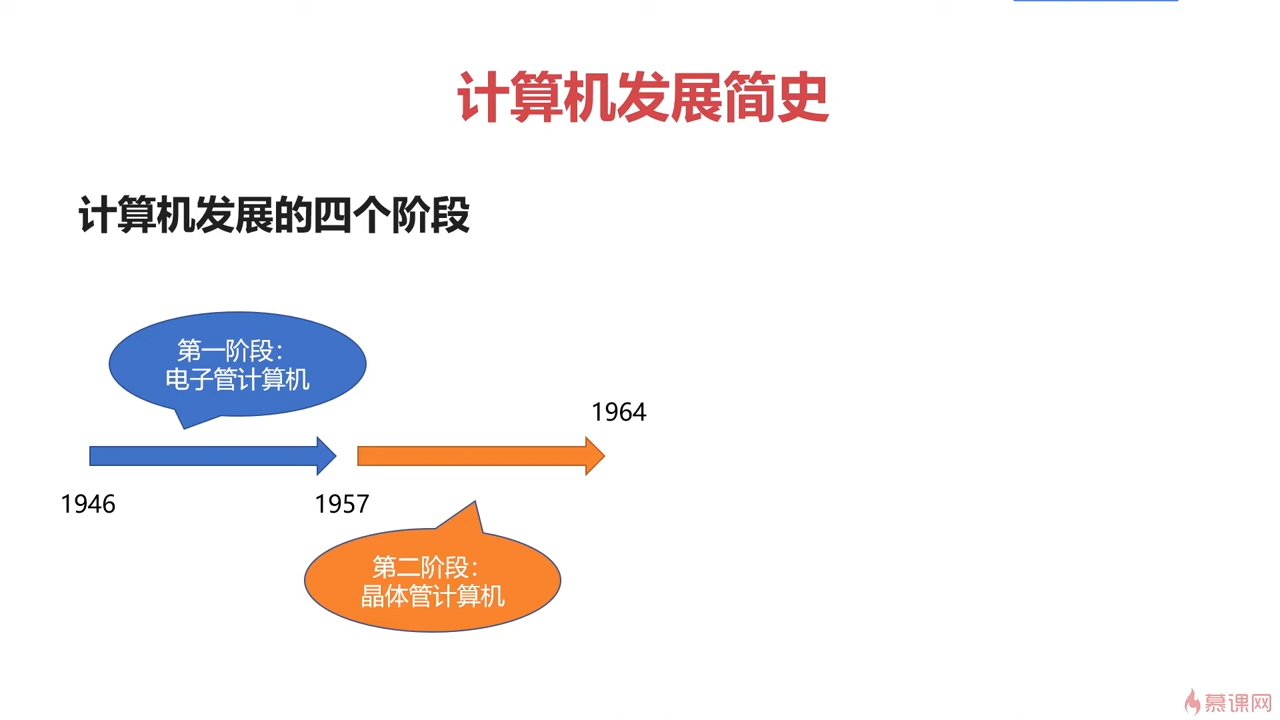 计算机发展简史
计算机发展的四个阶段
第一阶段：
电子管计算机
1964
1946
1957
第二阶段：
晶体管计算机
慕课网